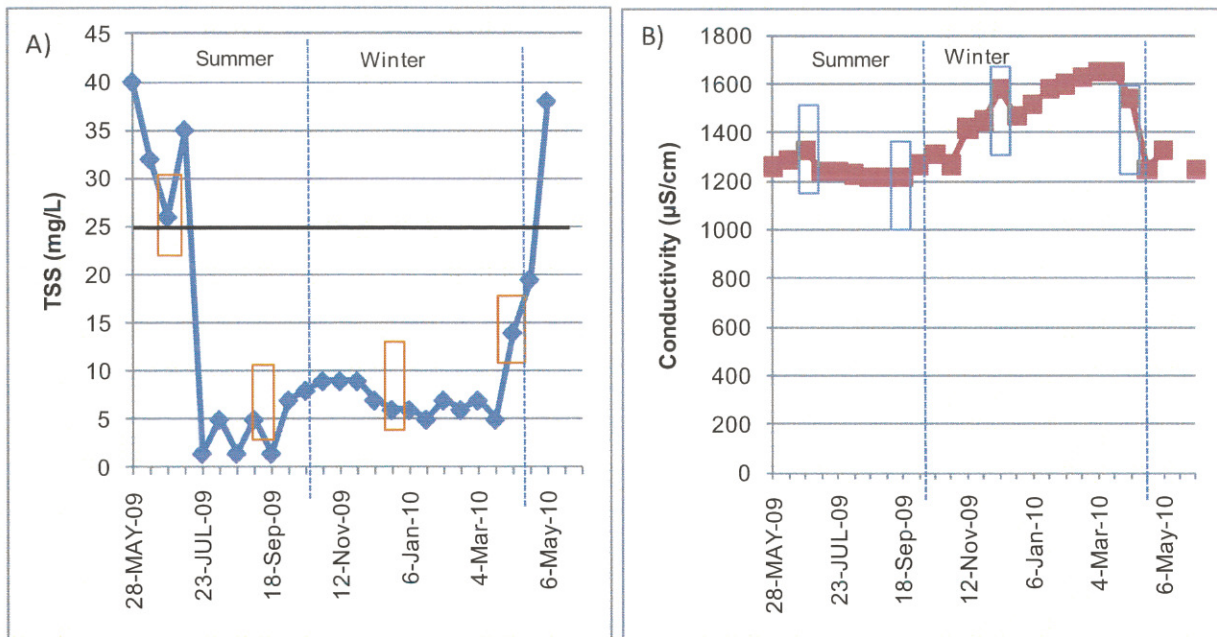 A)
TSS (mg/L)
45
40
35
30
25
20
15
10
5
0
Summer
Winter
28-MAY-09
23-JUL-09
18-Sep-09
12-Nov-09
6-Jan-10
4-Mar-10
6-May-10
B)
Conductivity (µS/cm)
1800
1600
1400
1200
1000
800
600
400
200
0
Summer
Winter
28-MAY-09
23-JUL-09
18-Sep-09
12-Nov-09
6-Jan-10
4-Mar-10
6-May-10